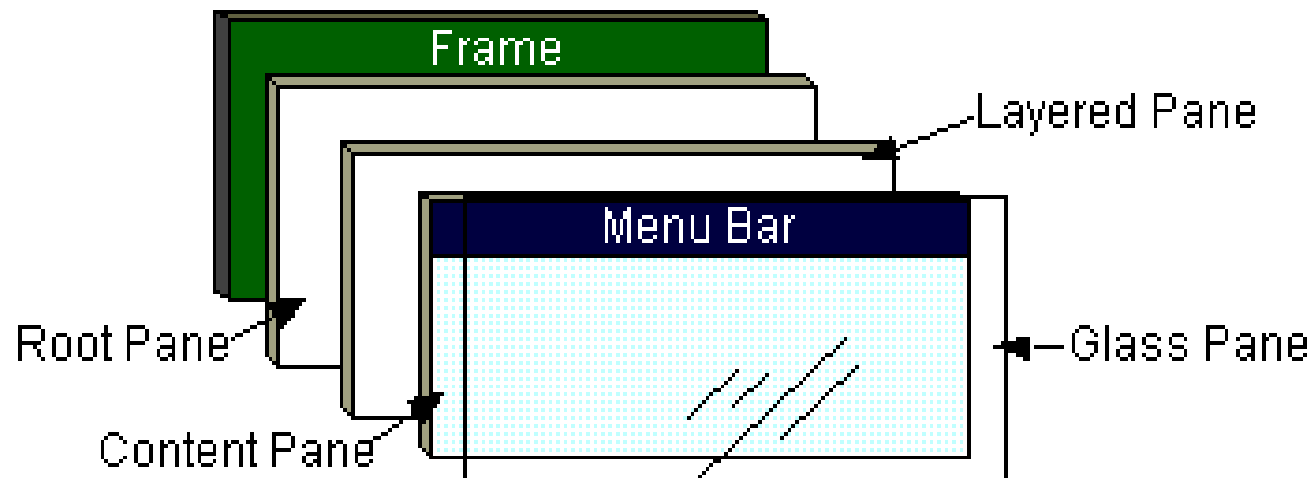 Frame
Layered Pane
Menu Bar
Root Pane
Glass Pane
Content Pane